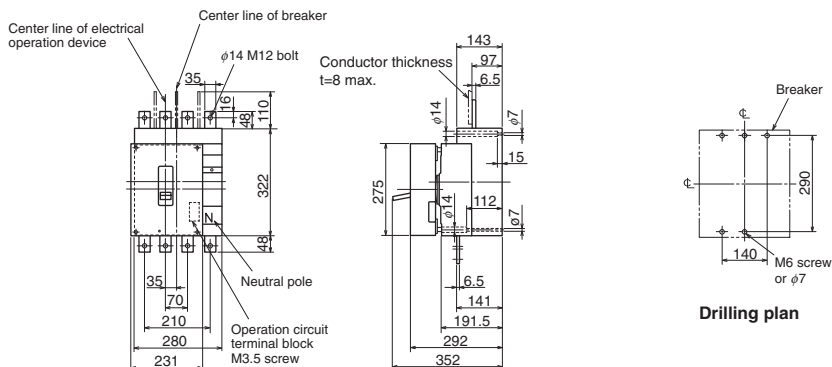 Center line of electrical
operation device
Center line of breaker
ϕ14 M12 bolt
35
16
48
110
322
48
N
Neutral pole
35
70
210
280
231
Operation circuit
terminal block
M3.5 screw
Conductor thickness
t=8 max.
143
97
6.5
ϕ14
ϕ7
15
275
ϕ14
112
ø7
6.5
141
191.5
292
352
Breaker
℄
℄
290
140
M6 screw
or ϕ7
Drilling plan